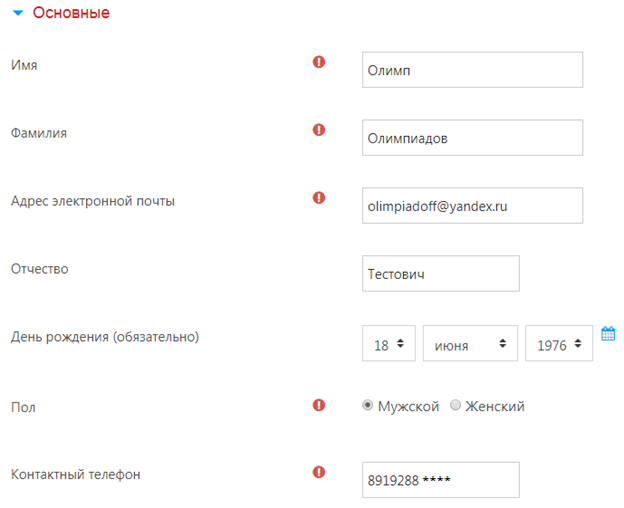 Основные
Имя Олимп
Фамилия Олимпиадов
Адрес электронной почты olimpiadoff@yandex.ru
Отчество Тестович
День рождения (обязательно) 18 июня 1976
Пол Мужской Женский
Контактный телефон 8919288 ****